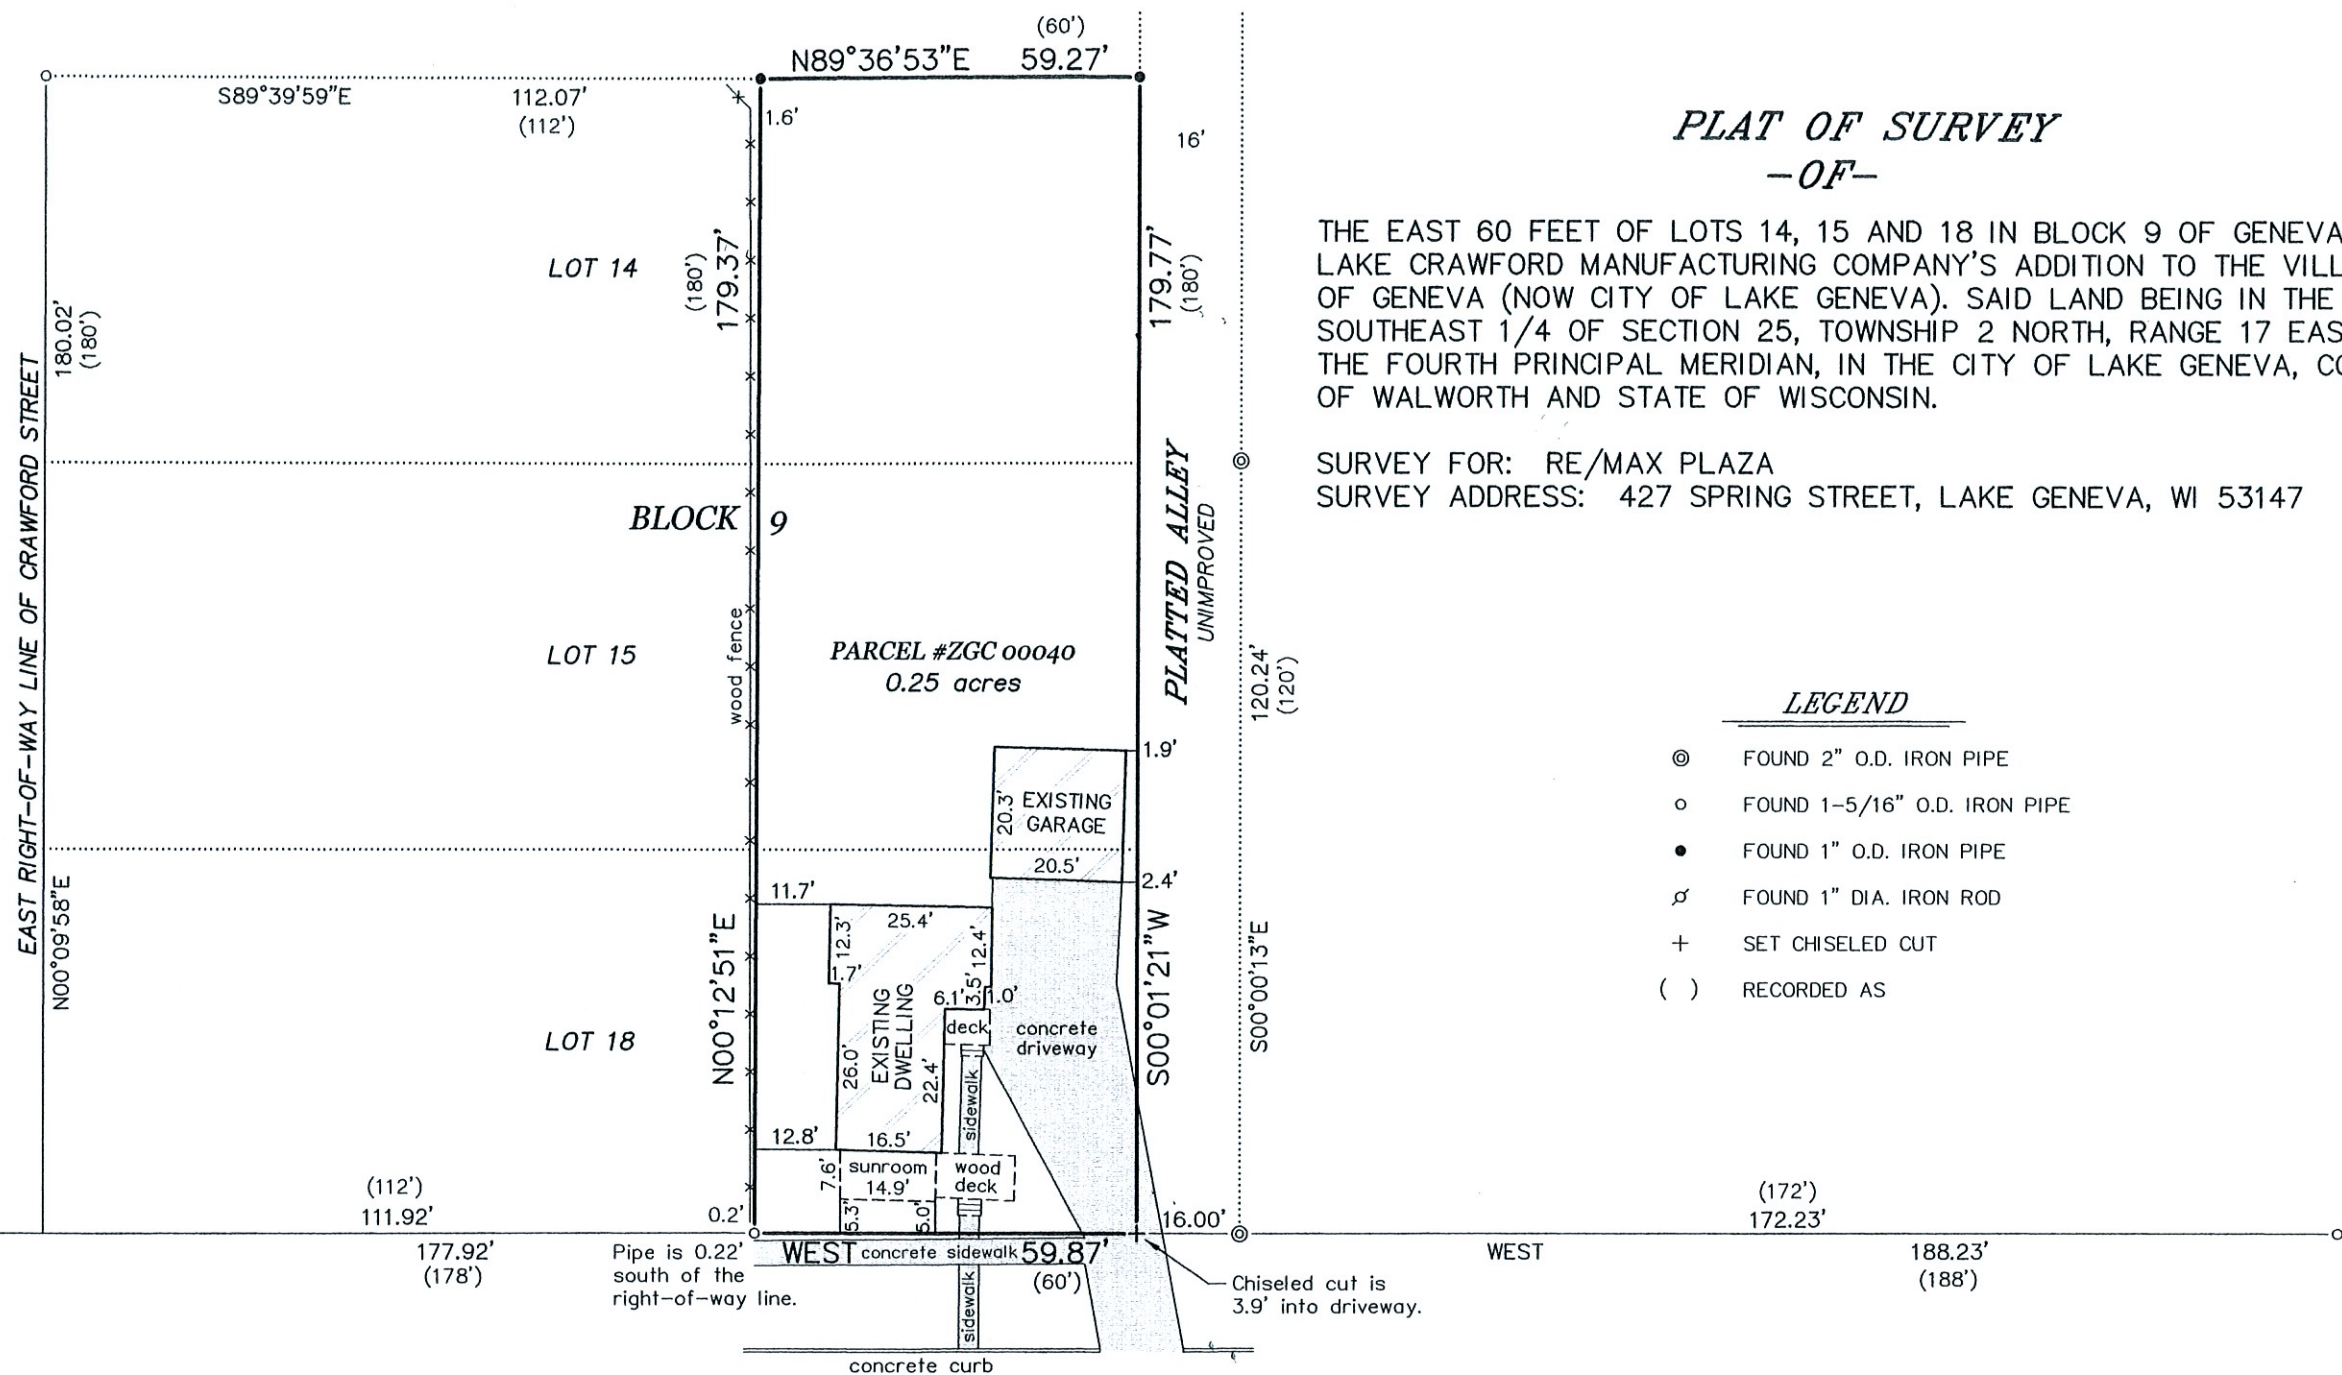 (60')
N89°36'53"E 59.27'
S89°39'59"E 112.07'
(112')
1.6'
16'
LOT 14
(180')
179.37'
179.77'
(180')
180.02'
(180')
EAST RIGHT-OF-WAY LINE OF CRAWFORD STREET
N00°09'58"E
BLOCK 9
LOT 15
wood fence
PARCEL #ZGC 00040
0.25 acres
PLATTED ALLEY
UNIMPROVED
120.24'
(120')
1.9'
20.3'
EXISTING
GARAGE
20.5'
2.4'
11.7'
25.4'
12.3'
12.4'
1.7'
3.5'
6.1'
1.0'
N00°12'51"E
S00°01'21"W
S00°00'13"E
LOT 18
EXISTING
DWELLING
26.0'
22.4'
deck
concrete
driveway
sidewalk
12.8'
16.5'
7.6'
sunroom
14.9'
wood
deck
5.3'
5.0'
(112')
111.92'
0.2'
16.00'
(172')
172.23'
177.92'
(178')
Pipe is 0.22'
south of the
right-of-way line.
WEST concrete sidewalk 59.87'
(60')
sidewalk
Chiseled cut is
3.9' into driveway.
WEST
188.23'
(188')
concrete curb
PLAT OF SURVEY
-OF-
THE EAST 60 FEET OF LOTS 14, 15 AND 18 IN BLOCK 9 OF GENEVA
LAKE CRAWFORD MANUFACTURING COMPANY'S ADDITION TO THE VILL
OF GENEVA (NOW CITY OF LAKE GENEVA). SAID LAND BEING IN THE
SOUTHEAST 1/4 OF SECTION 25, TOWNSHIP 2 NORTH, RANGE 17 EAS
THE FOURTH PRINCIPAL MERIDIAN, IN THE CITY OF LAKE GENEVA, CO
OF WALWORTH AND STATE OF WISCONSIN.
SURVEY FOR: RE/MAX PLAZA
SURVEY ADDRESS: 427 SPRING STREET, LAKE GENEVA, WI 53147
LEGEND
FOUND 2" O.D. IRON PIPE
FOUND 1-5/16" O.D. IRON PIPE
FOUND 1" O.D. IRON PIPE
FOUND 1" DIA. IRON ROD
+ SET CHISELED CUT
( ) RECORDED AS